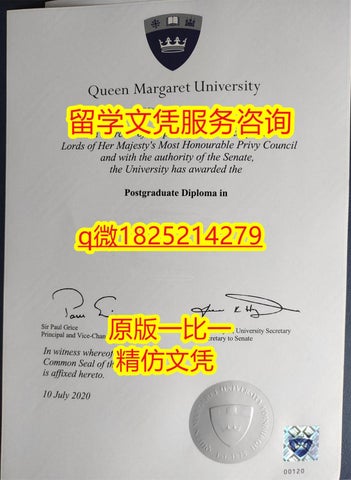 Queen Margaret University
留学文凭服务咨询
Lords of Her Majesty's Most Honourable Privy Council
and with the authority of the Senate,
the University has awarded the
Postgraduate Diploma in
q微1825214279
Sir Paul Grice
Principal and Vice-Chan
University Secretary
Secretary to Senate
原版一比一
精仿文凭
In witness whereof
Common Seal of th
is affixed hereto.
10 July 2020
00120